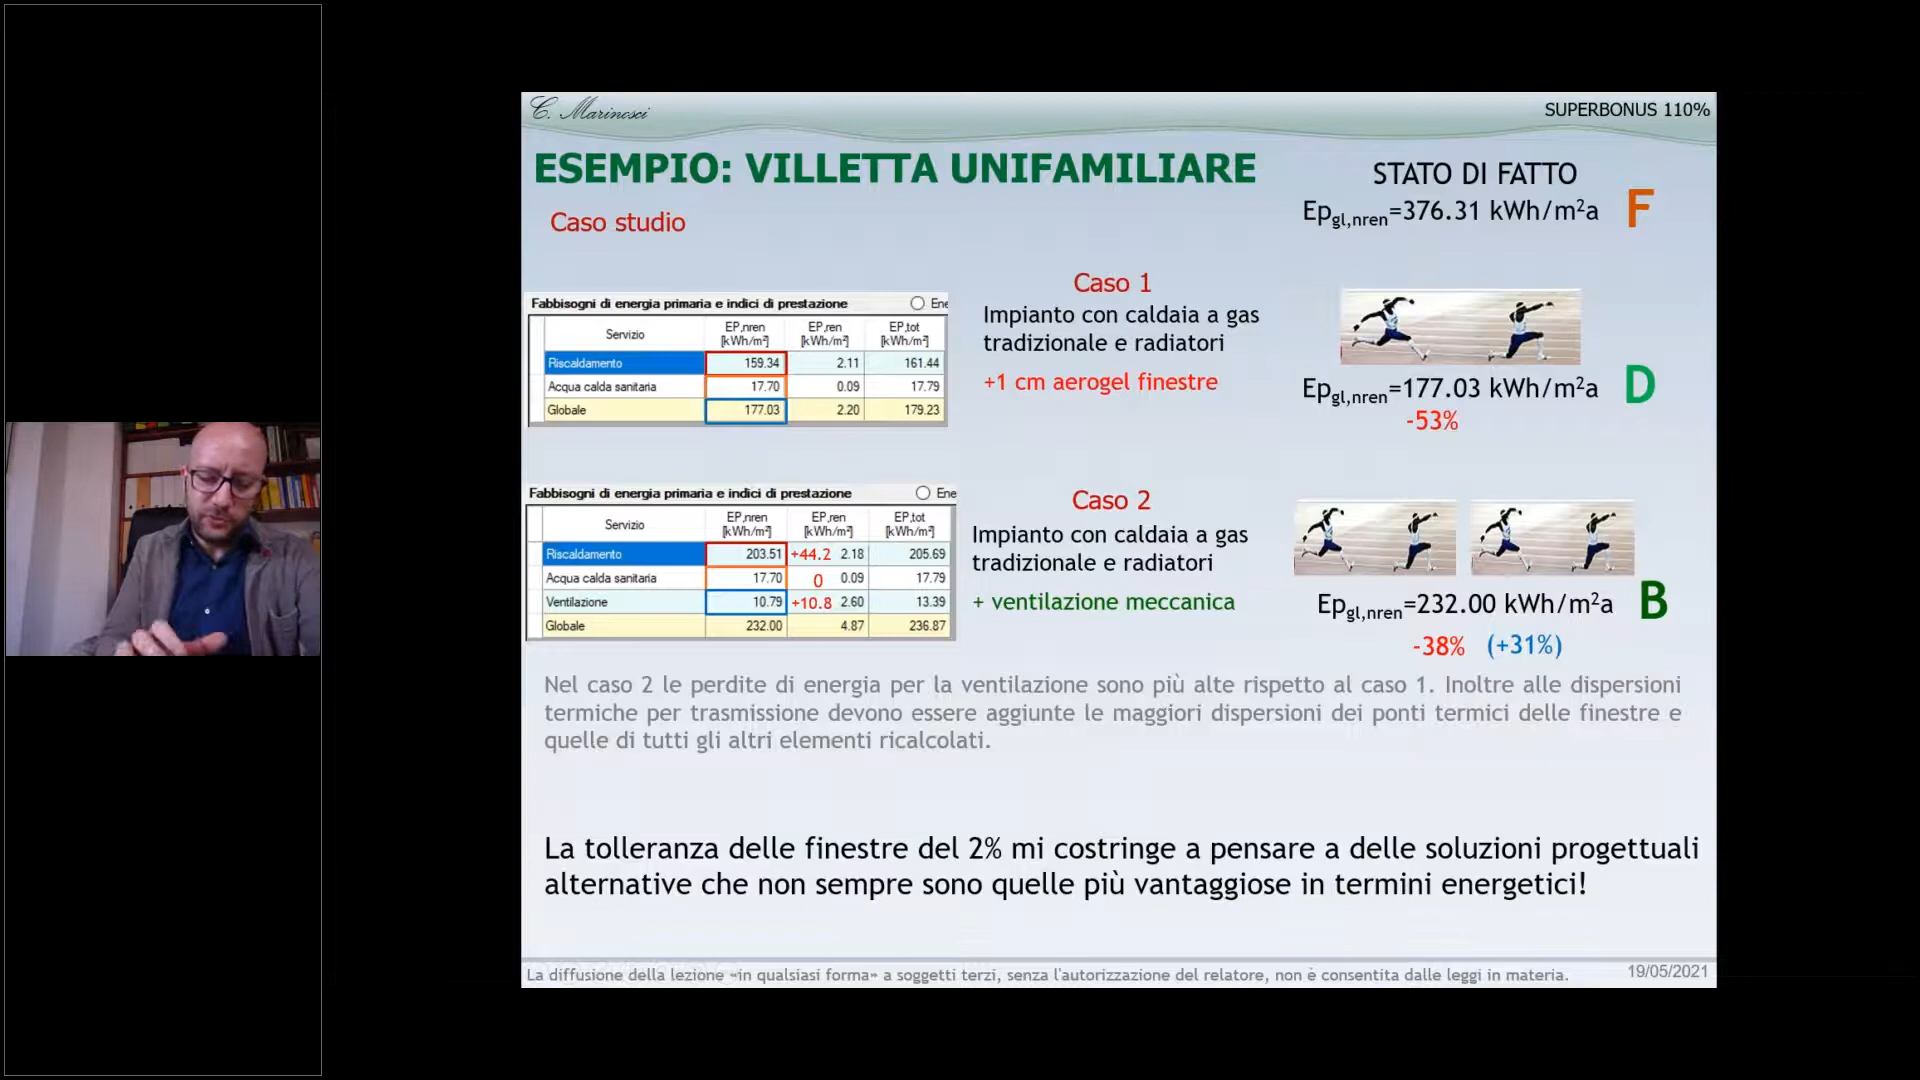 C. Marinosci
SUPERBONUS 110%
ESEMPIO: VILLETTA UNIFAMILIARE
Caso studio
STATO DI FATTO
Epgl,nren=376.31 kWh/m²a F
Fabbisogni di energia primaria e indici di prestazione Ene
Servizio EP,nren [kWh/m²] EP,ren [kWh/m²] EP,tot [kWh/m²]
Riscaldamento 159.34 2.11 161.44
Acqua calda sanitaria 17.70 0.09 17.79
Globale 177.03 2.20 179.23
Caso 1
Impianto con caldaia a gas
tradizionale e radiatori
+1 cm aerogel finestre
Epgl,nren=177.03 kWh/m²a D
-53%
Fabbisogni di energia primaria e indici di prestazione Ene
Servizio EP,nren [kWh/m²] EP,ren [kWh/m²] EP,tot [kWh/m²]
Riscaldamento 203.51 +44.2 2.18 205.69
Acqua calda sanitaria 17.70 0 0.09 17.79
Ventilazione 10.79 +10.8 2.60 13.39
Globale 232.00 4.87 236.87
Caso 2
Impianto con caldaia a gas
tradizionale e radiatori
+ ventilazione meccanica
Epgl,nren=232.00 kWh/m²a B
-38% (+31%)
Nel caso 2 le perdite di energia per la ventilazione sono più alte rispetto al caso 1. Inoltre alle dispersioni
termiche per trasmissione devono essere aggiunte le maggiori dispersioni dei ponti termici delle finestre e
quelle di tutti gli altri elementi ricalcolati.
La tolleranza delle finestre del 2% mi costringe a pensare a delle soluzioni progettuali
alternative che non sempre sono quelle più vantaggiose in termini energetici!
La diffusione della lezione «in qualsiasi forma» a soggetti terzi, senza l'autorizzazione del relatore, non è consentita dalle leggi in materia.
19/05/2021